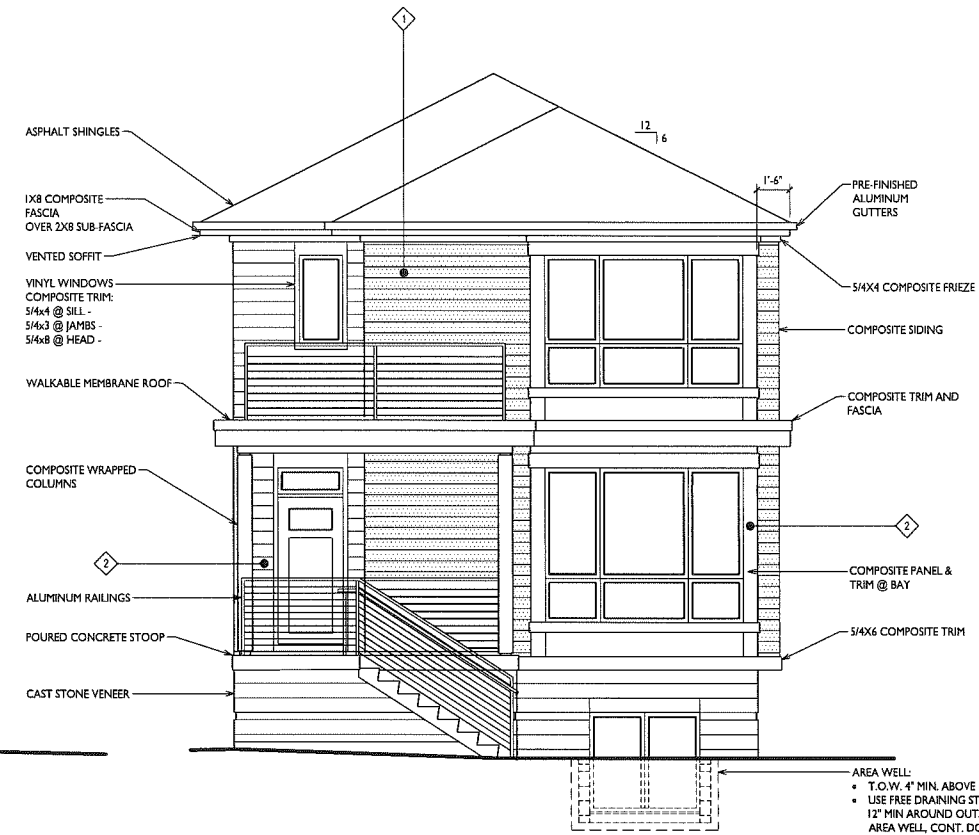 1
12
6
ASPHALT SHINGLES
1'-6"
PRE-FINISHED
ALUMINUM
GUTTERS
1X8 COMPOSITE
FASCIA
OVER 2X8 SUB-FASCIA
VENTED SOFFIT
VINYL WINDOWS
COMPOSITE TRIM:
5/4x4 @ SILL -
5/4x3 @ JAMBS -
5/4x8 @ HEAD -
5/4X4 COMPOSITE FRIEZE
COMPOSITE SIDING
WALKABLE MEMBRANE ROOF
COMPOSITE TRIM AND
FASCIA
COMPOSITE WRAPPED
COLUMNS
2
2
COMPOSITE PANEL &
TRIM @ BAY
ALUMINUM RAILINGS
POURED CONCRETE STOOP
5/4X6 COMPOSITE TRIM
CAST STONE VENEER
AREA WELL:
• T.O.W. 4" MIN. ABOVE
• USE FREE DRAINING ST
12" MIN AROUND OUT
AREA WELL, CONT. DO